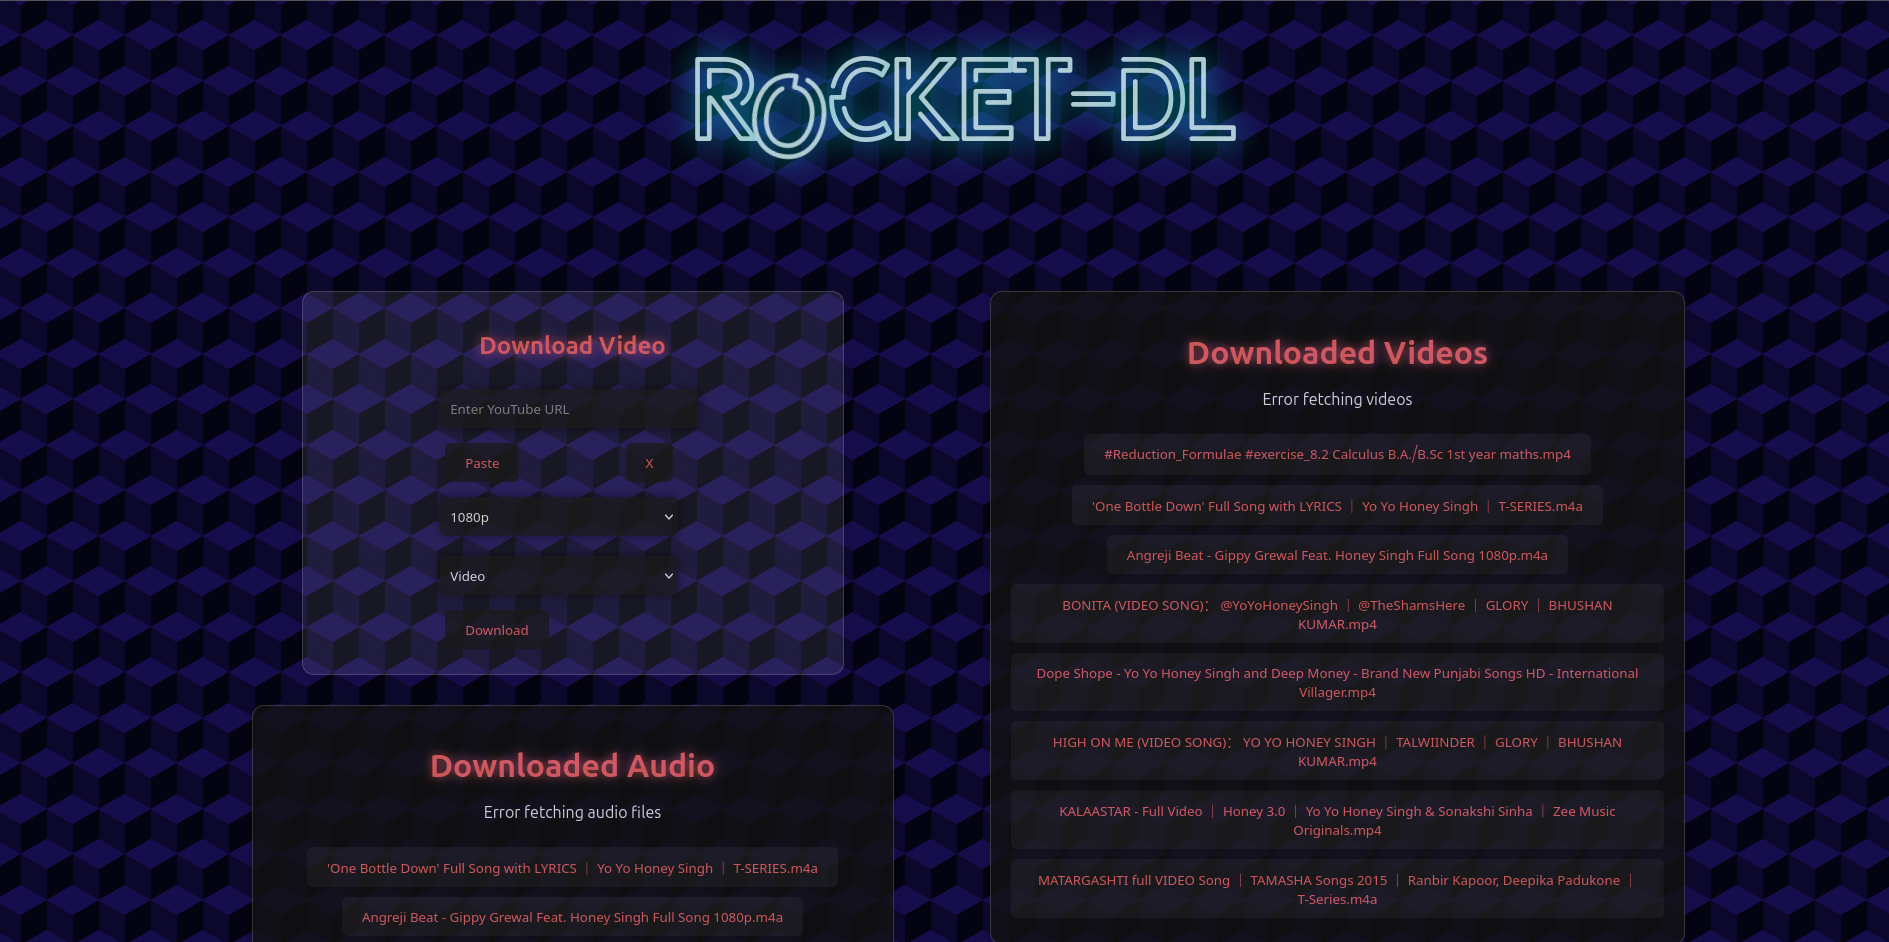 ROCKET-DL
Download Video
Enter YouTube URL
Paste
X
1080p
Video
Download
Downloaded Audio
Error fetching audio files
'One Bottle Down' Full Song with LYRICS ｜ Yo Yo Honey Singh ｜ T-SERIES.m4a
Angreji Beat - Gippy Grewal Feat. Honey Singh Full Song 1080p.m4a
Downloaded Videos
Error fetching videos
#Reduction_Formulae #exercise_8.2 Calculus B.A.⧸B.Sc 1st year maths.mp4
'One Bottle Down' Full Song with LYRICS ｜ Yo Yo Honey Singh ｜ T-SERIES.m4a
Angreji Beat - Gippy Grewal Feat. Honey Singh Full Song 1080p.m4a
BONITA (VIDEO SONG)： @YoYoHoneySingh ｜ @TheShamsHere ｜ GLORY ｜ BHUSHAN
KUMAR.mp4
Dope Shope - Yo Yo Honey Singh and Deep Money - Brand New Punjabi Songs HD - International
Villager.mp4
HIGH ON ME (VIDEO SONG)： YO YO HONEY SINGH ｜ TALWIINDER ｜ GLORY ｜ BHUSHAN
KUMAR.mp4
KALAASTAR - Full Video ｜ Honey 3.0 ｜ Yo Yo Honey Singh & Sonakshi Sinha ｜ Zee Music
Originals.mp4
MATARGASHTI full VIDEO Song ｜ TAMASHA Songs 2015 ｜ Ranbir Kapoor, Deepika Padukone ｜
T-Series.m4a